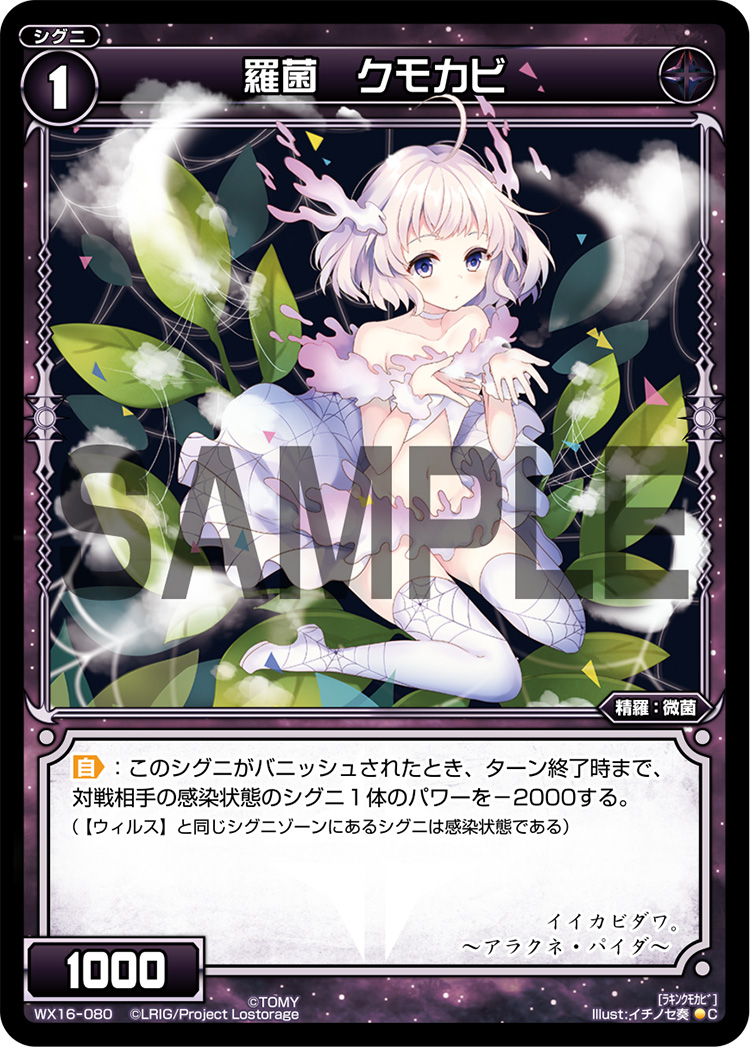 シグニ
1
羅菌　クモカビ
SAMPLE
精羅：微菌
自：このシグニがバニッシュされたとき、ターン終了時まで、
対戦相手の感染状態のシグニ１体のパワーを－2000する。
（【ウィルス】と同じシグニゾーンにあるシグニは感染状態である）
イイカビダワ。
～アラクネ・パイダ～
1000
©TOMY
[ラキンクモカビ]
WX16-080 ©LRIG/Project Lostorage
Illust:イチノセ奏 C